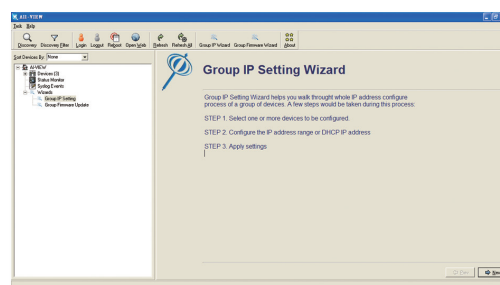 AI-VIEW
Task Help
Discovery Discovery Filter Login Logout Reboot Open Web Refresh Refresh All Group IP Wizard Group Firmware Wizard About
Sort Devices By: None
AI-VIEW
Devices (3)
Status Monitor
Syslog Events
Wizards
Group IP Setting
Group Firmware Update
Group IP Setting Wizard
Group IP Setting Wizard helps you walk throught whole IP address configure
process of a group of devices. A few steps would be taken during this process:
STEP 1. Select one or more devices to be configured.
STEP 2. Configure the IP address range or DHCP IP address
STEP 3. Apply settings